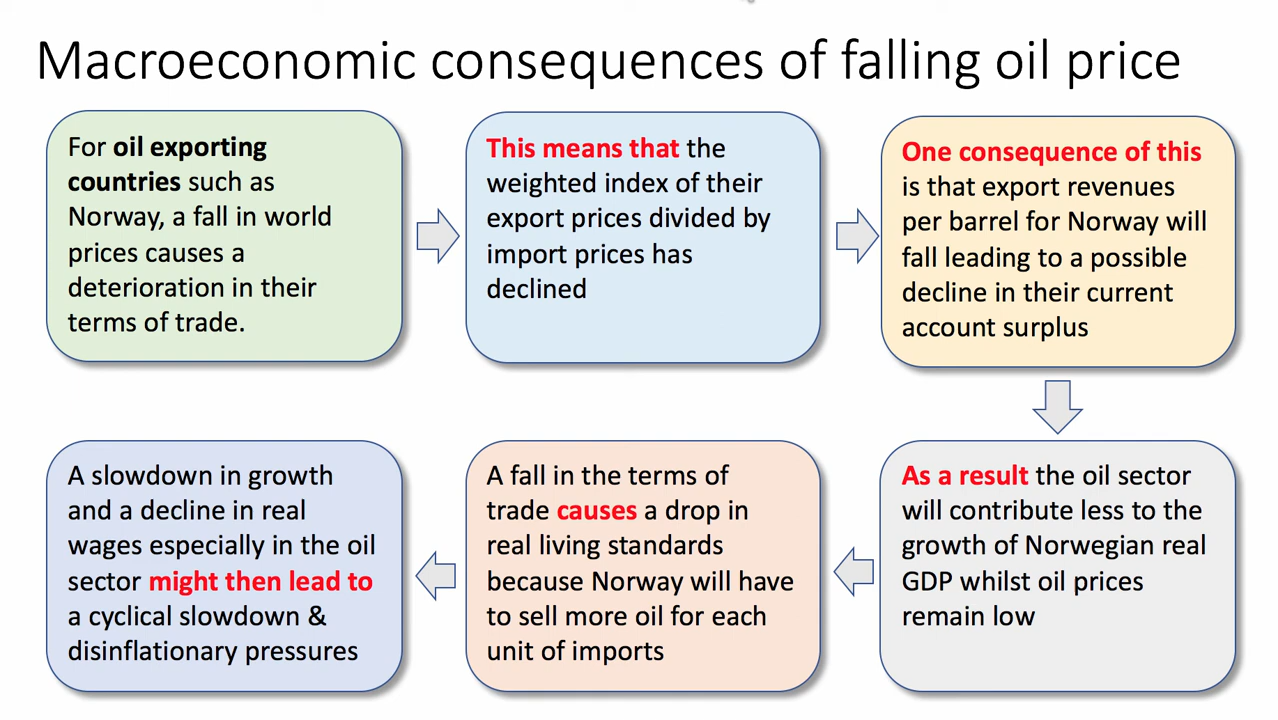 Macroeconomic consequences of falling oil price
For oil exporting
countries such as
Norway, a fall in world
prices causes a
deterioration in their
terms of trade.
This means that the
weighted index of their
export prices divided by
import prices has
declined
One consequence of this
is that export revenues
per barrel for Norway will
fall leading to a possible
decline in their current
account surplus
As a result the oil sector
will contribute less to the
growth of Norwegian real
GDP whilst oil prices
remain low
A fall in the terms of
trade causes a drop in
real living standards
because Norway will have
to sell more oil for each
unit of imports
A slowdown in growth
and a decline in real
wages especially in the oil
sector might then lead to
a cyclical slowdown &
disinflationary pressures